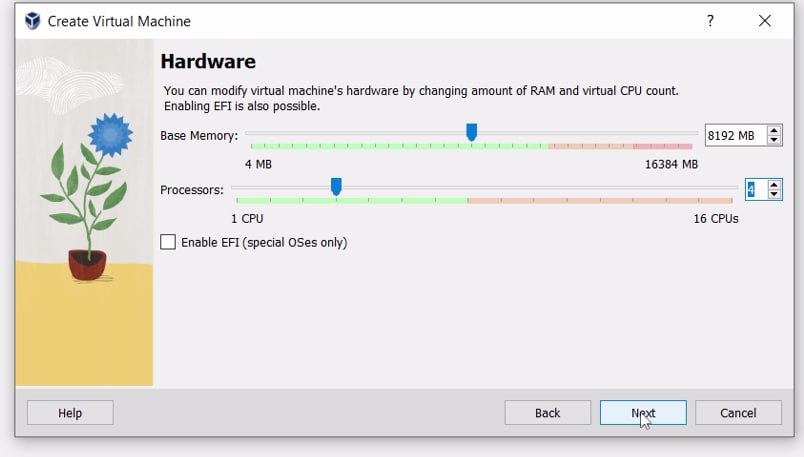 Create Virtual Machine
?
Hardware
You can modify virtual machine's hardware by changing amount of RAM and virtual CPU count.
Enabling EFI is also possible.
Base Memory:
8192 MB
4 MB
16384 MB
Processors:
4
1 CPU
16 CPUs
Enable EFI (special OSes only)
Help
Back
Next
Cancel